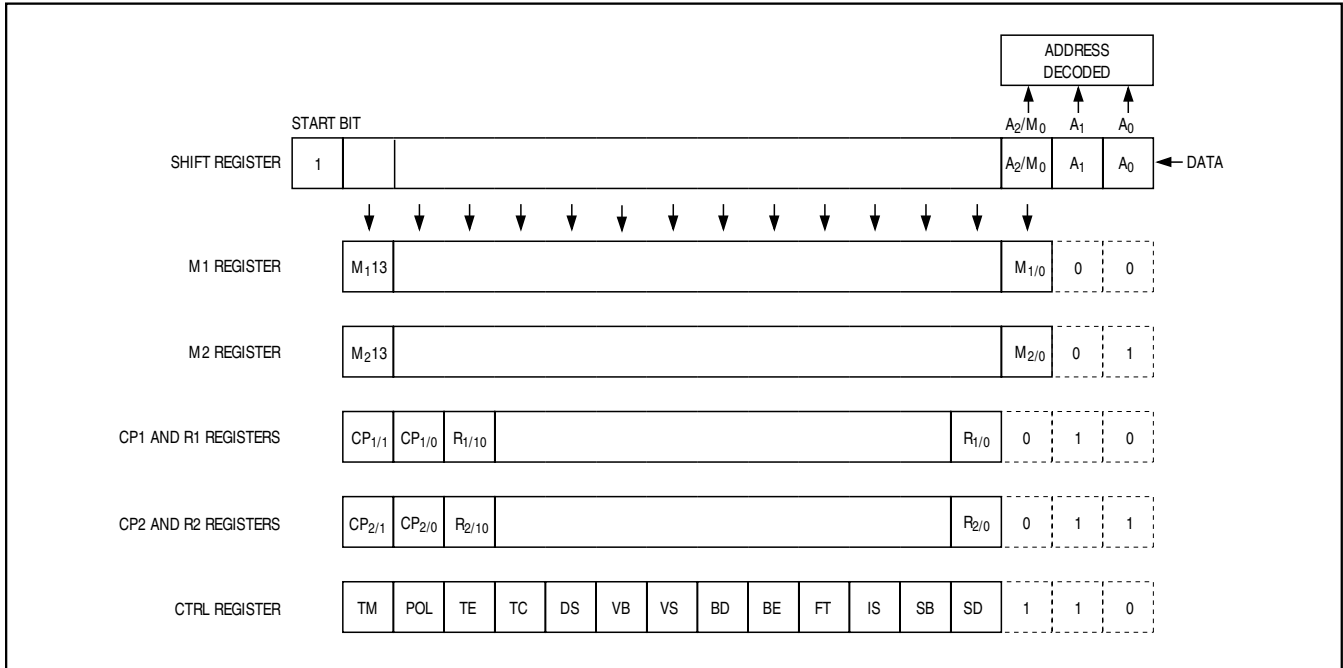 ADDRESS
DECODED
START BIT
A2/M0 A1 A0
SHIFT REGISTER 1 A2/M0 A1 A0 DATA
M1 REGISTER M113 M1/0 0 0
M2 REGISTER M213 M2/0 0 1
CP1 AND R1 REGISTERS CP1/1 CP1/0 R1/10 R1/0 0 1 0
CP2 AND R2 REGISTERS CP2/1 CP2/0 R2/10 R2/0 0 1 1
CTRL REGISTER TM POL TE TC DS VB VS BD BE FT IS SB SD 1 1 0